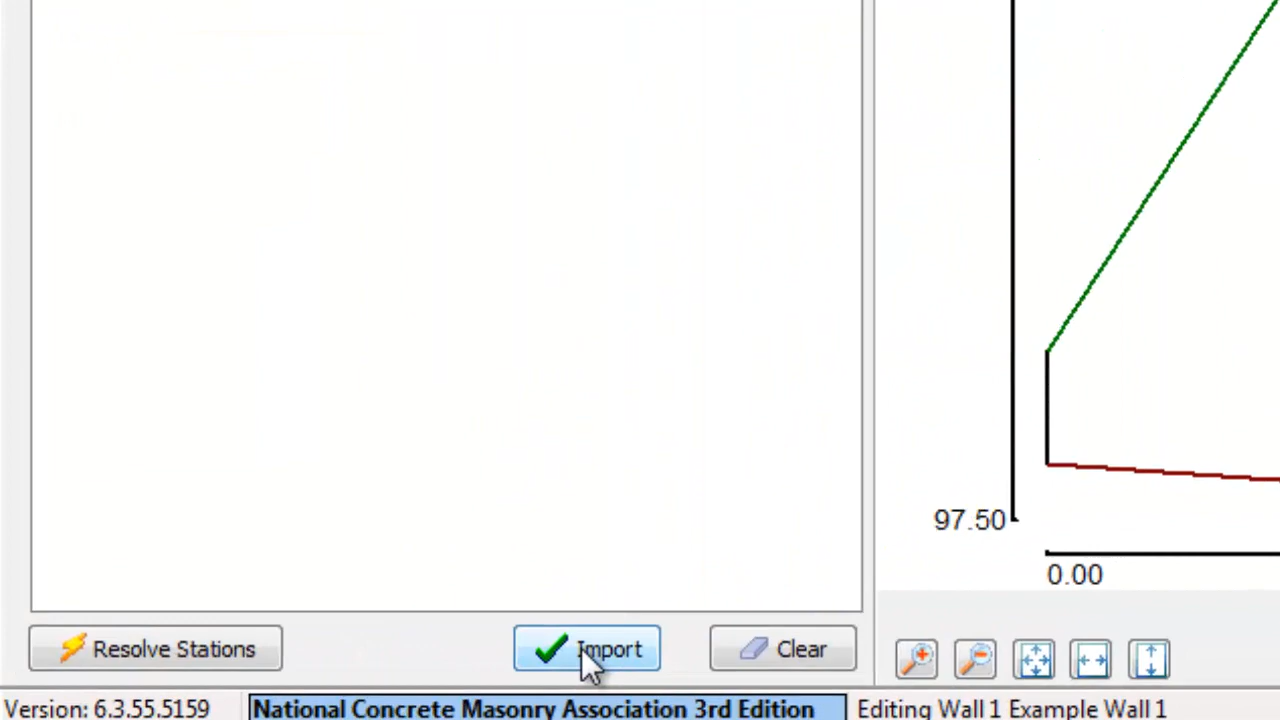 97.50
0.00
Resolve Stations
Import
Clear
Version: 6.3.55.5159
National Concrete Masonry Association 3rd Edition
Editing Wall 1 Example Wall 1